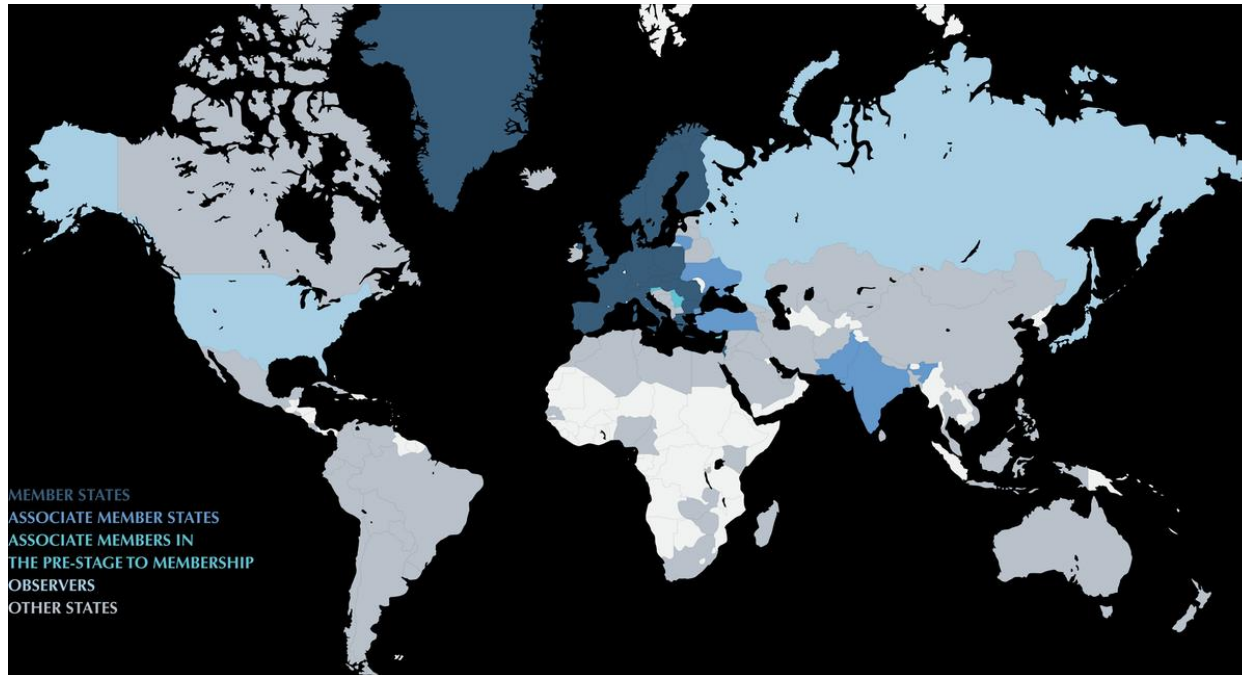 MEMBER STATES
ASSOCIATE MEMBER STATES
ASSOCIATE MEMBERS IN
THE PRE-STAGE TO MEMBERSHIP
OBSERVERS
OTHER STATES